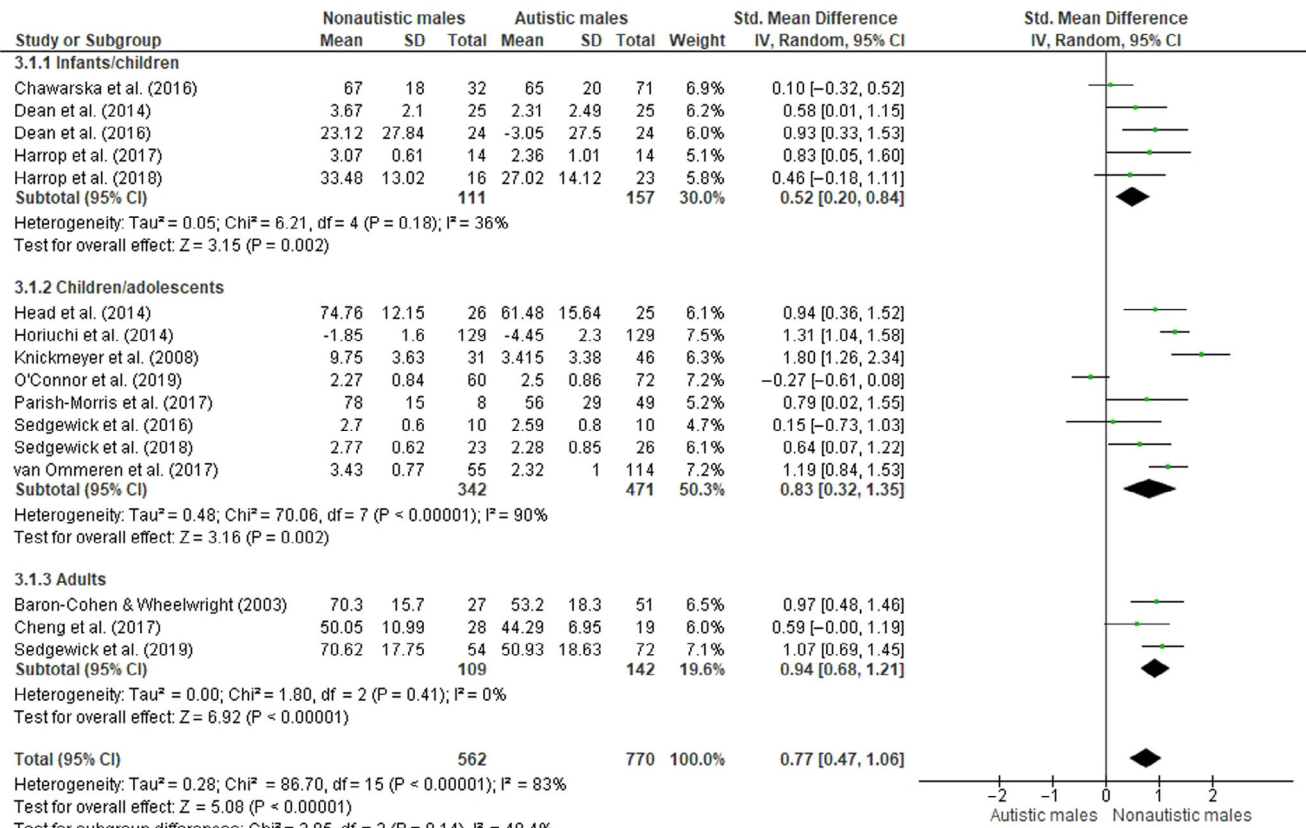 Nonautistic males Autistic males Std. Mean Difference Std. Mean Difference
Study or Subgroup Mean SD Total Mean SD Total Weight IV, Random, 95% CI IV, Random, 95% CI
3.1.1 Infants/children
Chawarska et al. (2016) 67 18 32 65 20 71 6.9% 0.10 [−0.32, 0.52]
Dean et al. (2014) 3.67 2.1 25 2.31 2.49 25 6.2% 0.58 [0.01, 1.15]
Dean et al. (2016) 23.12 27.84 24 -3.05 27.5 24 6.0% 0.93 [0.33, 1.53]
Harrop et al. (2017) 3.07 0.61 14 2.36 1.01 14 5.1% 0.83 [0.05, 1.60]
Harrop et al. (2018) 33.48 13.02 16 27.02 14.12 23 5.8% 0.46 [-0.18, 1.11]
Subtotal (95% CI) 111 157 30.0% 0.52 [0.20, 0.84]
Heterogeneity: Tau² = 0.05; Chi² = 6.21, df = 4 (P = 0.18); I² = 36%
Test for overall effect: Z = 3.15 (P = 0.002)
3.1.2 Children/adolescents
Head et al. (2014) 74.76 12.15 26 61.48 15.64 25 6.1% 0.94 [0.36, 1.52]
Horiuchi et al. (2014) -1.85 1.6 129 -4.45 2.3 129 7.5% 1.31 [1.04, 1.58]
Knickmeyer et al. (2008) 9.75 3.63 31 3.415 3.38 46 6.3% 1.80 [1.26, 2.34]
O'Connor et al. (2019) 2.27 0.84 60 2.5 0.86 72 7.2% −0.27 [-0.61, 0.08]
Parish-Morris et al. (2017) 78 15 8 56 29 49 5.2% 0.79 [0.02, 1.55]
Sedgewick et al. (2016) 2.7 0.6 10 2.59 0.8 10 4.7% 0.15 [−0.73, 1.03]
Sedgewick et al. (2018) 2.77 0.62 23 2.28 0.85 26 6.1% 0.64 [0.07, 1.22]
van Ommeren et al. (2017) 3.43 0.77 55 2.32 1 114 7.2% 1.19 [0.84, 1.53]
Subtotal (95% CI) 342 471 50.3% 0.83 [0.32, 1.35]
Heterogeneity: Tau² = 0.48; Chi² = 70.06, df = 7 (P < 0.00001); I² = 90%
Test for overall effect: Z = 3.16 (P = 0.002)
3.1.3 Adults
Baron-Cohen & Wheelwright (2003) 70.3 15.7 27 53.2 18.3 51 6.5% 0.97 [0.48, 1.46]
Cheng et al. (2017) 50.05 10.99 28 44.29 6.95 19 6.0% 0.59 [−0.00, 1.19]
Sedgewick et al. (2019) 70.62 17.75 54 50.93 18.63 72 7.1% 1.07 [0.69, 1.45]
Subtotal (95% CI) 109 142 19.6% 0.94 [0.68, 1.21]
Heterogeneity: Tau² = 0.00; Chi² = 1.80, df = 2 (P = 0.41); I² = 0%
Test for overall effect: Z = 6.92 (P < 0.00001)
Total (95% CI) 562 770 100.0% 0.77 [0.47, 1.06]
Heterogeneity: Tau² = 0.28; Chi² = 86.70, df = 15 (P < 0.00001); I² = 83%
Test for overall effect: Z = 5.08 (P < 0.00001)
−2 −1 0 1 2
Autistic males Nonautistic males